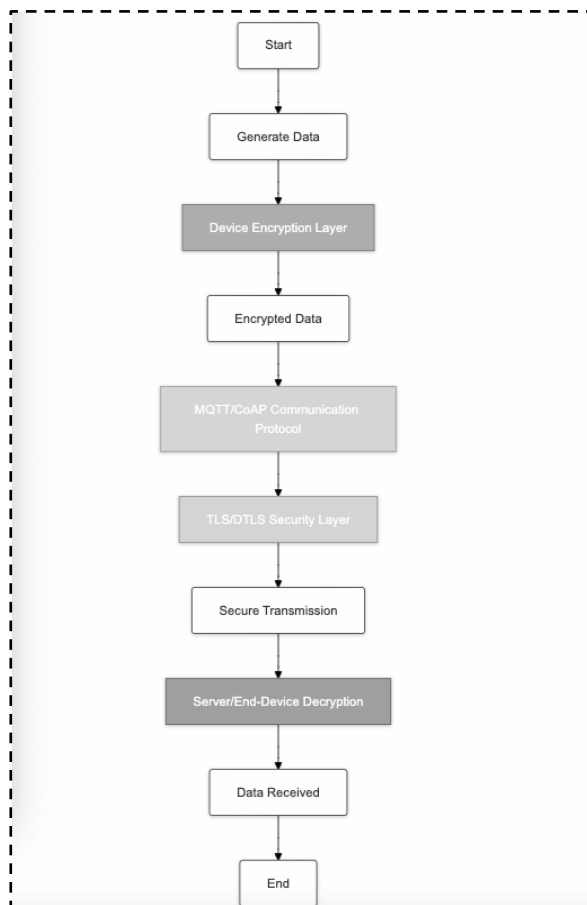 Start
Generate Data
Device Encryption Layer
Encrypted Data
MQTT/CoAP Communication
Protocol
TLS/DTLS Security Layer
Secure Transmission
Server/End-Device Decryption
Data Received
End